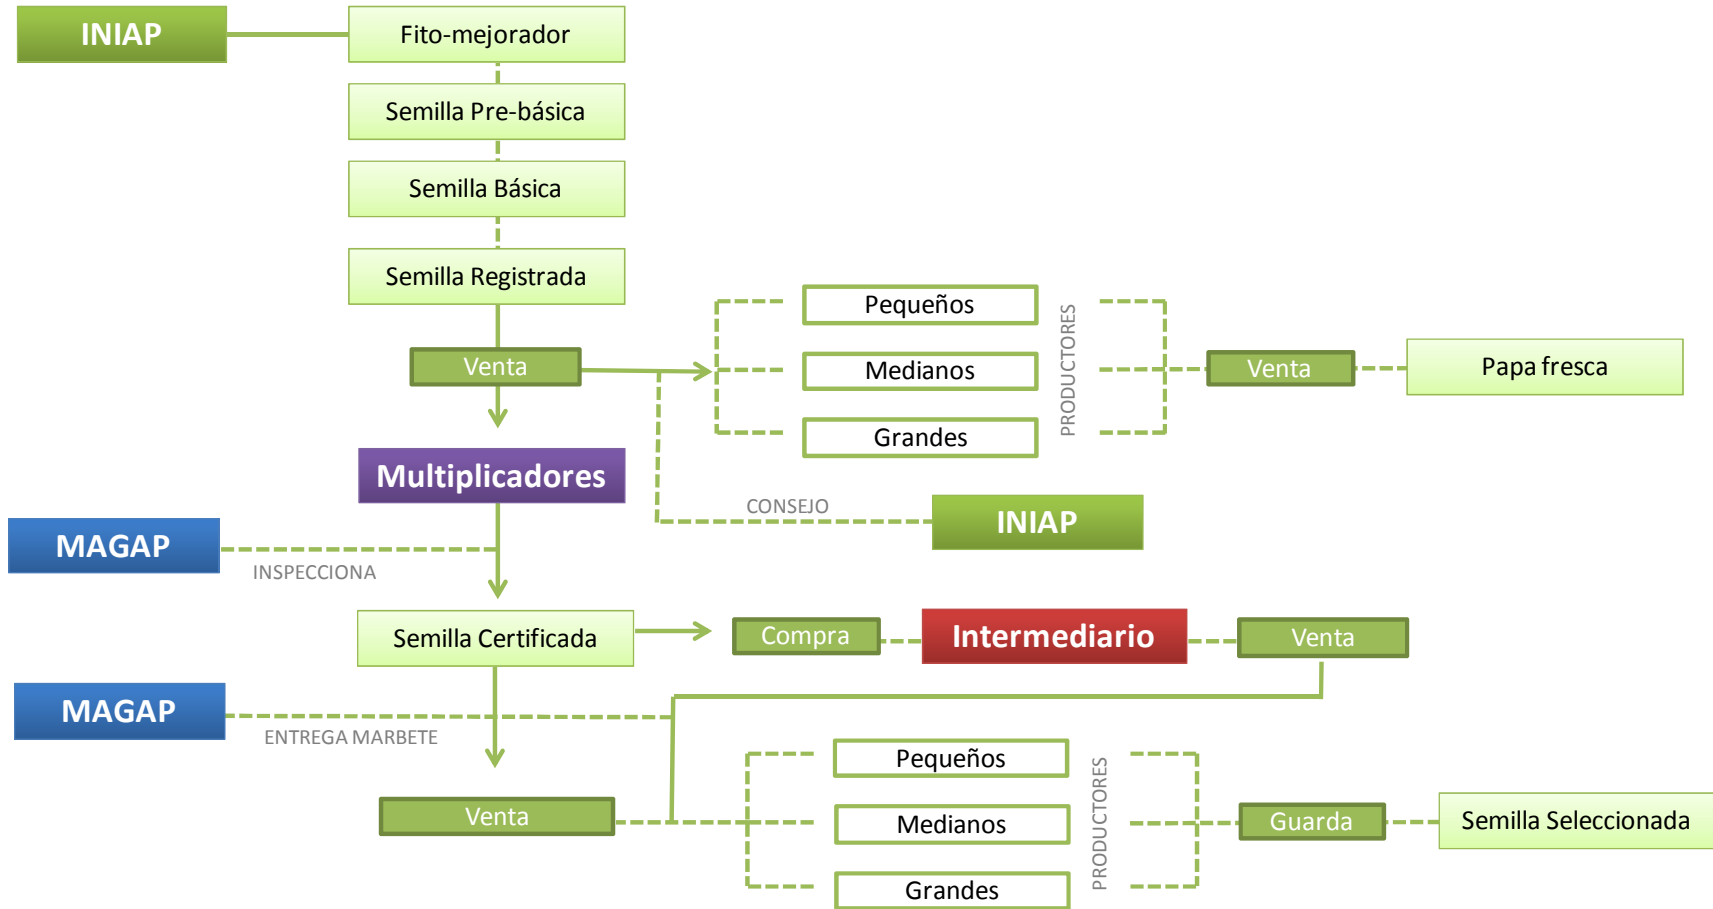 INIAP
Fito-mejorador
Semilla Pre-básica
Semilla Básica
Semilla Registrada
Venta
Pequeños
Medianos
Grandes
PRODUCTORES
Venta
Papa fresca
Multiplicadores
CONSEJO
INIAP
MAGAP
INSPECCIONA
Semilla Certificada
Compra
Intermediario
Venta
MAGAP
ENTREGA MARBETE
Venta
Pequeños
Medianos
Grandes
PRODUCTORES
Guarda
Semilla Seleccionada